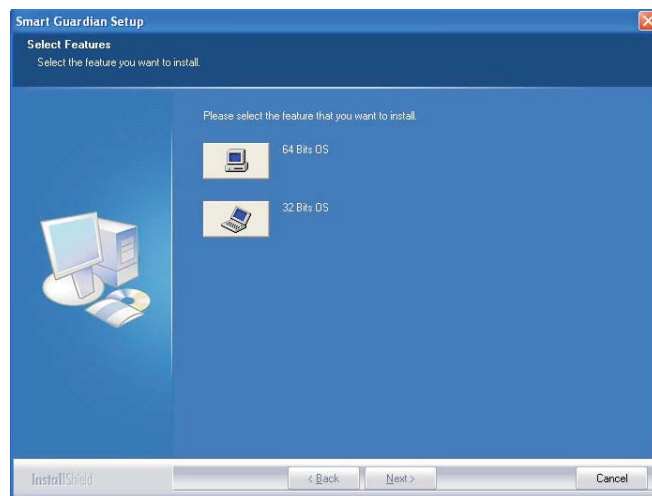 Smart Guardian Setup
Select Features
Select the feature you want to install.
Please select the feature that you want to install.
64 Bits OS
32 Bits OS
InstallShield
< Back
Next >
Cancel